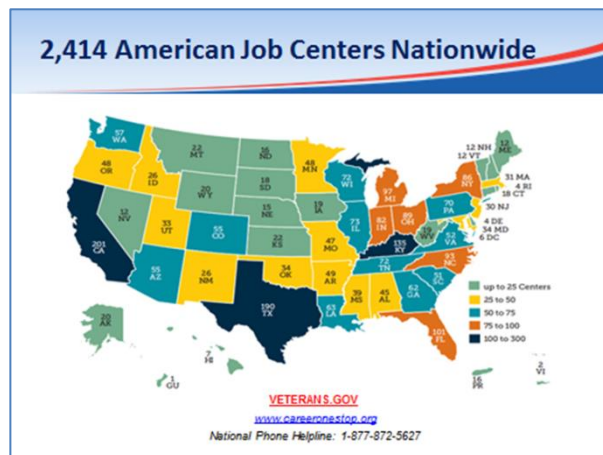 2,414 American Job Centers Nationwide
57
WA
48
OR
26
ID
22
MT
16
ND
48
MN
18
SD
20
WY
15
NE
19
IA
72
WI
97
MI
86
NY
12 NH
12 VT
12
ME
31 MA
4 RI
18 CT
30 NJ
4 DE
34 MD
6 DC
70
PA
89
OH
82
IN
73
IL
12
NV
33
UT
55
CO
22
KS
47
MO
135
KY
19
WV
52
VA
201
CA
55
AZ
26
NM
34
OK
49
AR
72
TN
93
NC
51
SC
190
TX
63
LA
39
MS
45
AL
62
GA
101
FL
20
AK
7
HI
1
GU
16
PR
2
VI
up to 25 Centers
25 to 50
50 to 75
75 to 100
100 to 300
VETERANS.GOV
www.careeronestop.org
National Phone Helpline: 1-877-872-5627